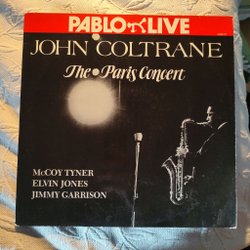 PABLO LIVE
JOHN COLTRANE
The Paris Concert
McCOY TYNER
ELVIN JONES
JIMMY GARRISON